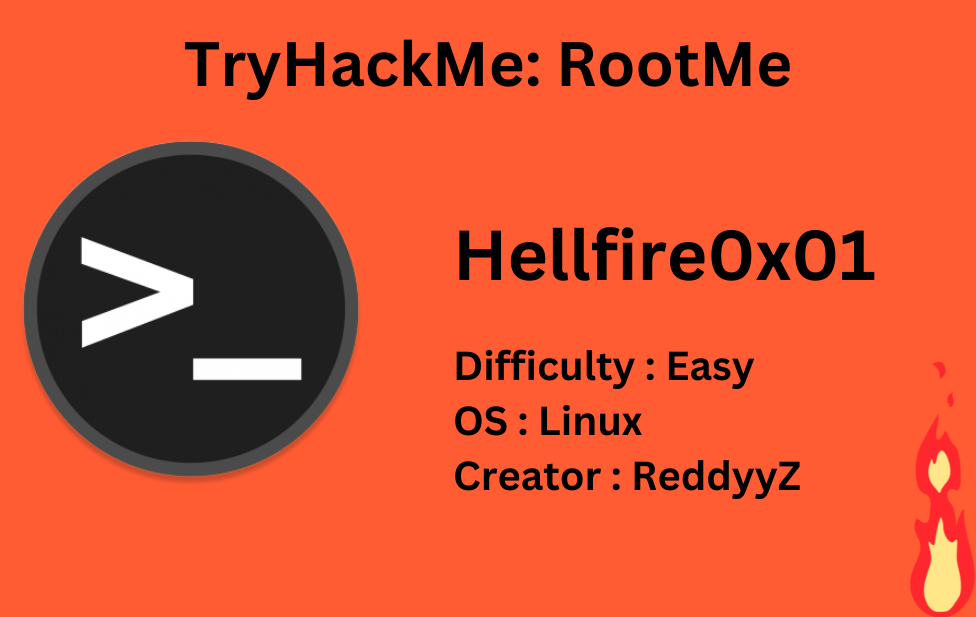 TryHackMe: RootMe
>_
Hellfire0x01
Difficulty : Easy
OS : Linux
Creator : ReddyyZ